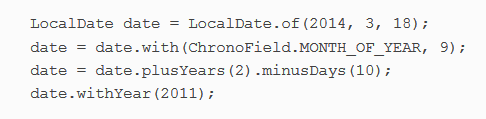 LocalDate date = LocalDate.of(2014, 3, 18);
date = date.with(ChronoField.MONTH_OF_YEAR, 9);
date = date.plusYears(2).minusDays(10);
date.withYear(2011);